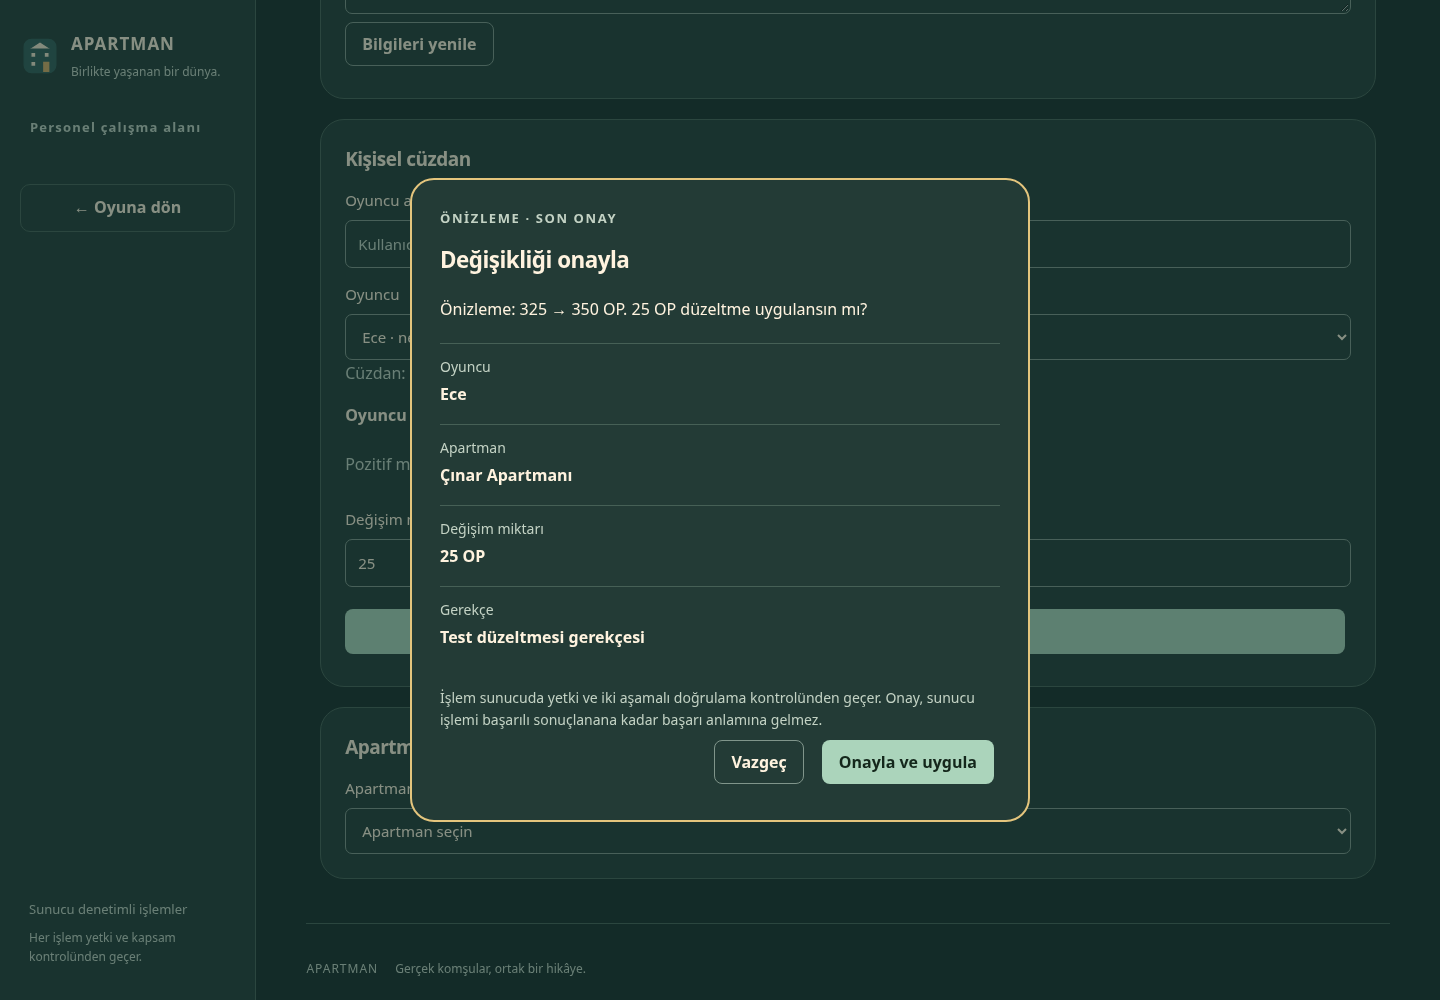 APARTMAN
Birlikte yaşanan bir dünya.
Personel çalışma alanı
← Oyuna dön
Sunucu denetimli işlemler
Her işlem yetki ve kapsam
kontrolünden geçer.
Bilgileri yenile
Kişisel cüzdan
Oyuncu
Ece
Cüzdan:
Oyuncu
Pozitif
Değişim
25
ÖNİZLEME · SON ONAY
Değişikliği onayla
Önizleme: 325 → 350 OP. 25 OP düzeltme uygulansın mı?
Oyuncu
Ece
Apartman
Çınar Apartmanı
Değişim miktarı
25 OP
Gerekçe
Test düzeltmesi gerekçesi
İşlem sunucuda yetki ve iki aşamalı doğrulama kontrolünden geçer. Onay, sunucu
işlemi başarılı sonuçlanana kadar başarı anlamına gelmez.
Vazgeç
Onayla ve uygula
Apartman seçin
APARTMAN
Gerçek komşular, ortak bir hikâye.